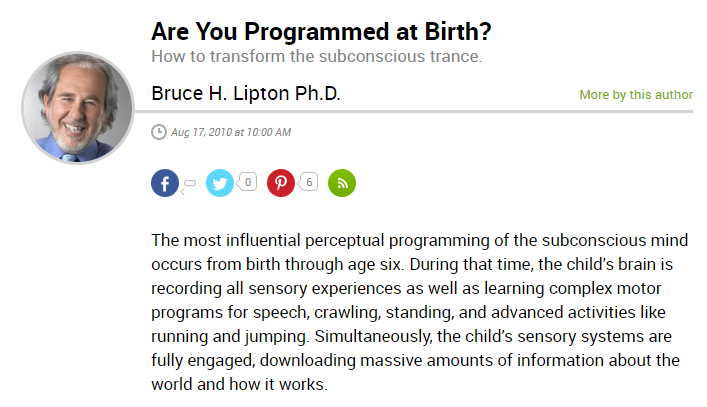 Are You Programmed at Birth?
How to transform the subconscious trance.
Bruce H. Lipton Ph.D.
More by this author
Aug 17, 2010 at 10:00 AM
f 0 6
The most influential perceptual programming of the subconscious mind
occurs from birth through age six. During that time, the child’s brain is
recording all sensory experiences as well as learning complex motor
programs for speech, crawling, standing, and advanced activities like
running and jumping. Simultaneously, the child’s sensory systems are
fully engaged, downloading massive amounts of information about the
world and how it works.